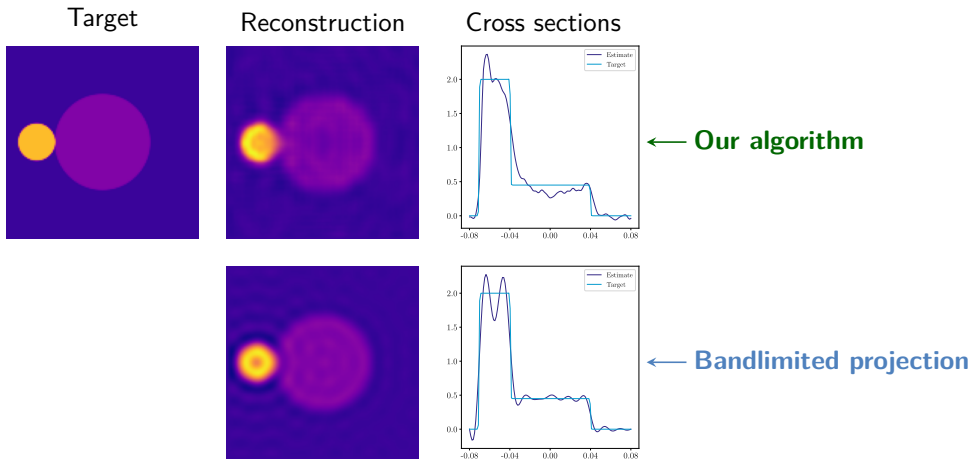 Target
Reconstruction
Cross sections
Estimate
Target
2.0
1.5
1.0
0.5
0.0
-0.08
-0.04
0.00
0.04
0.08
Our algorithm
Estimate
Target
2.0
1.5
1.0
0.5
0.0
-0.08
-0.04
0.00
0.04
0.08
Bandlimited projection